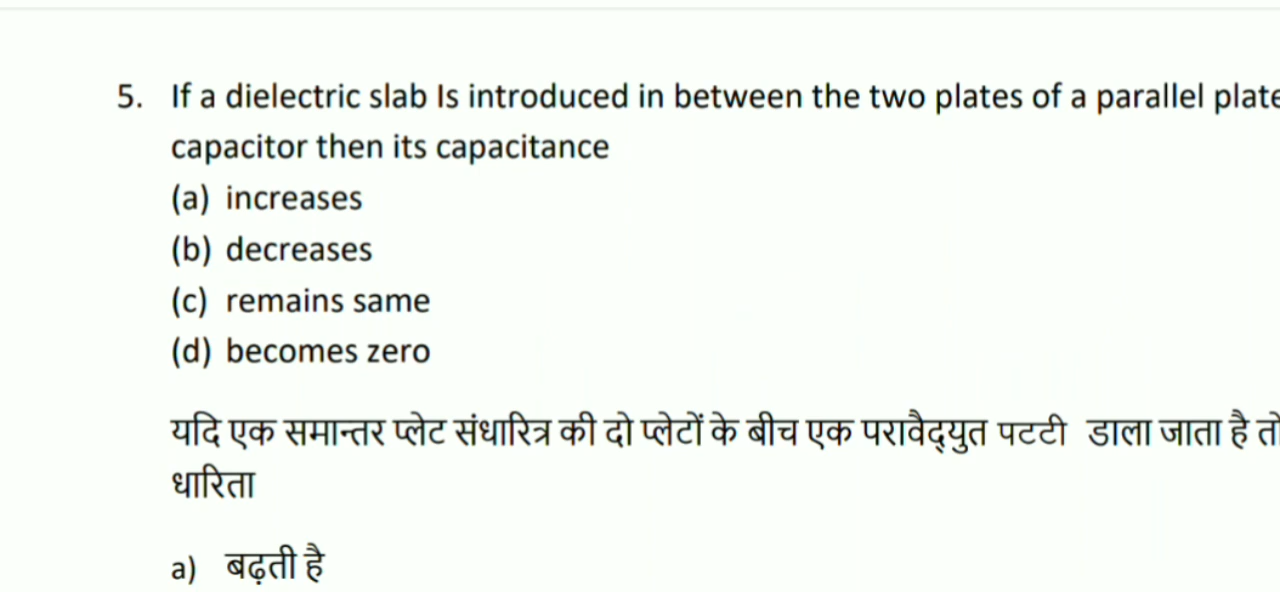 5. If a dielectric slab Is introduced in between the two plates of a parallel plate
capacitor then its capacitance
(a) increases
(b) decreases
(c) remains same
(d) becomes zero
यदि एक समान्तर प्लेट संधारित्र की दो प्लेटों के बीच एक परावैद्युत पटटी डाला जाता है तो
धारिता
a) बढ़ती है